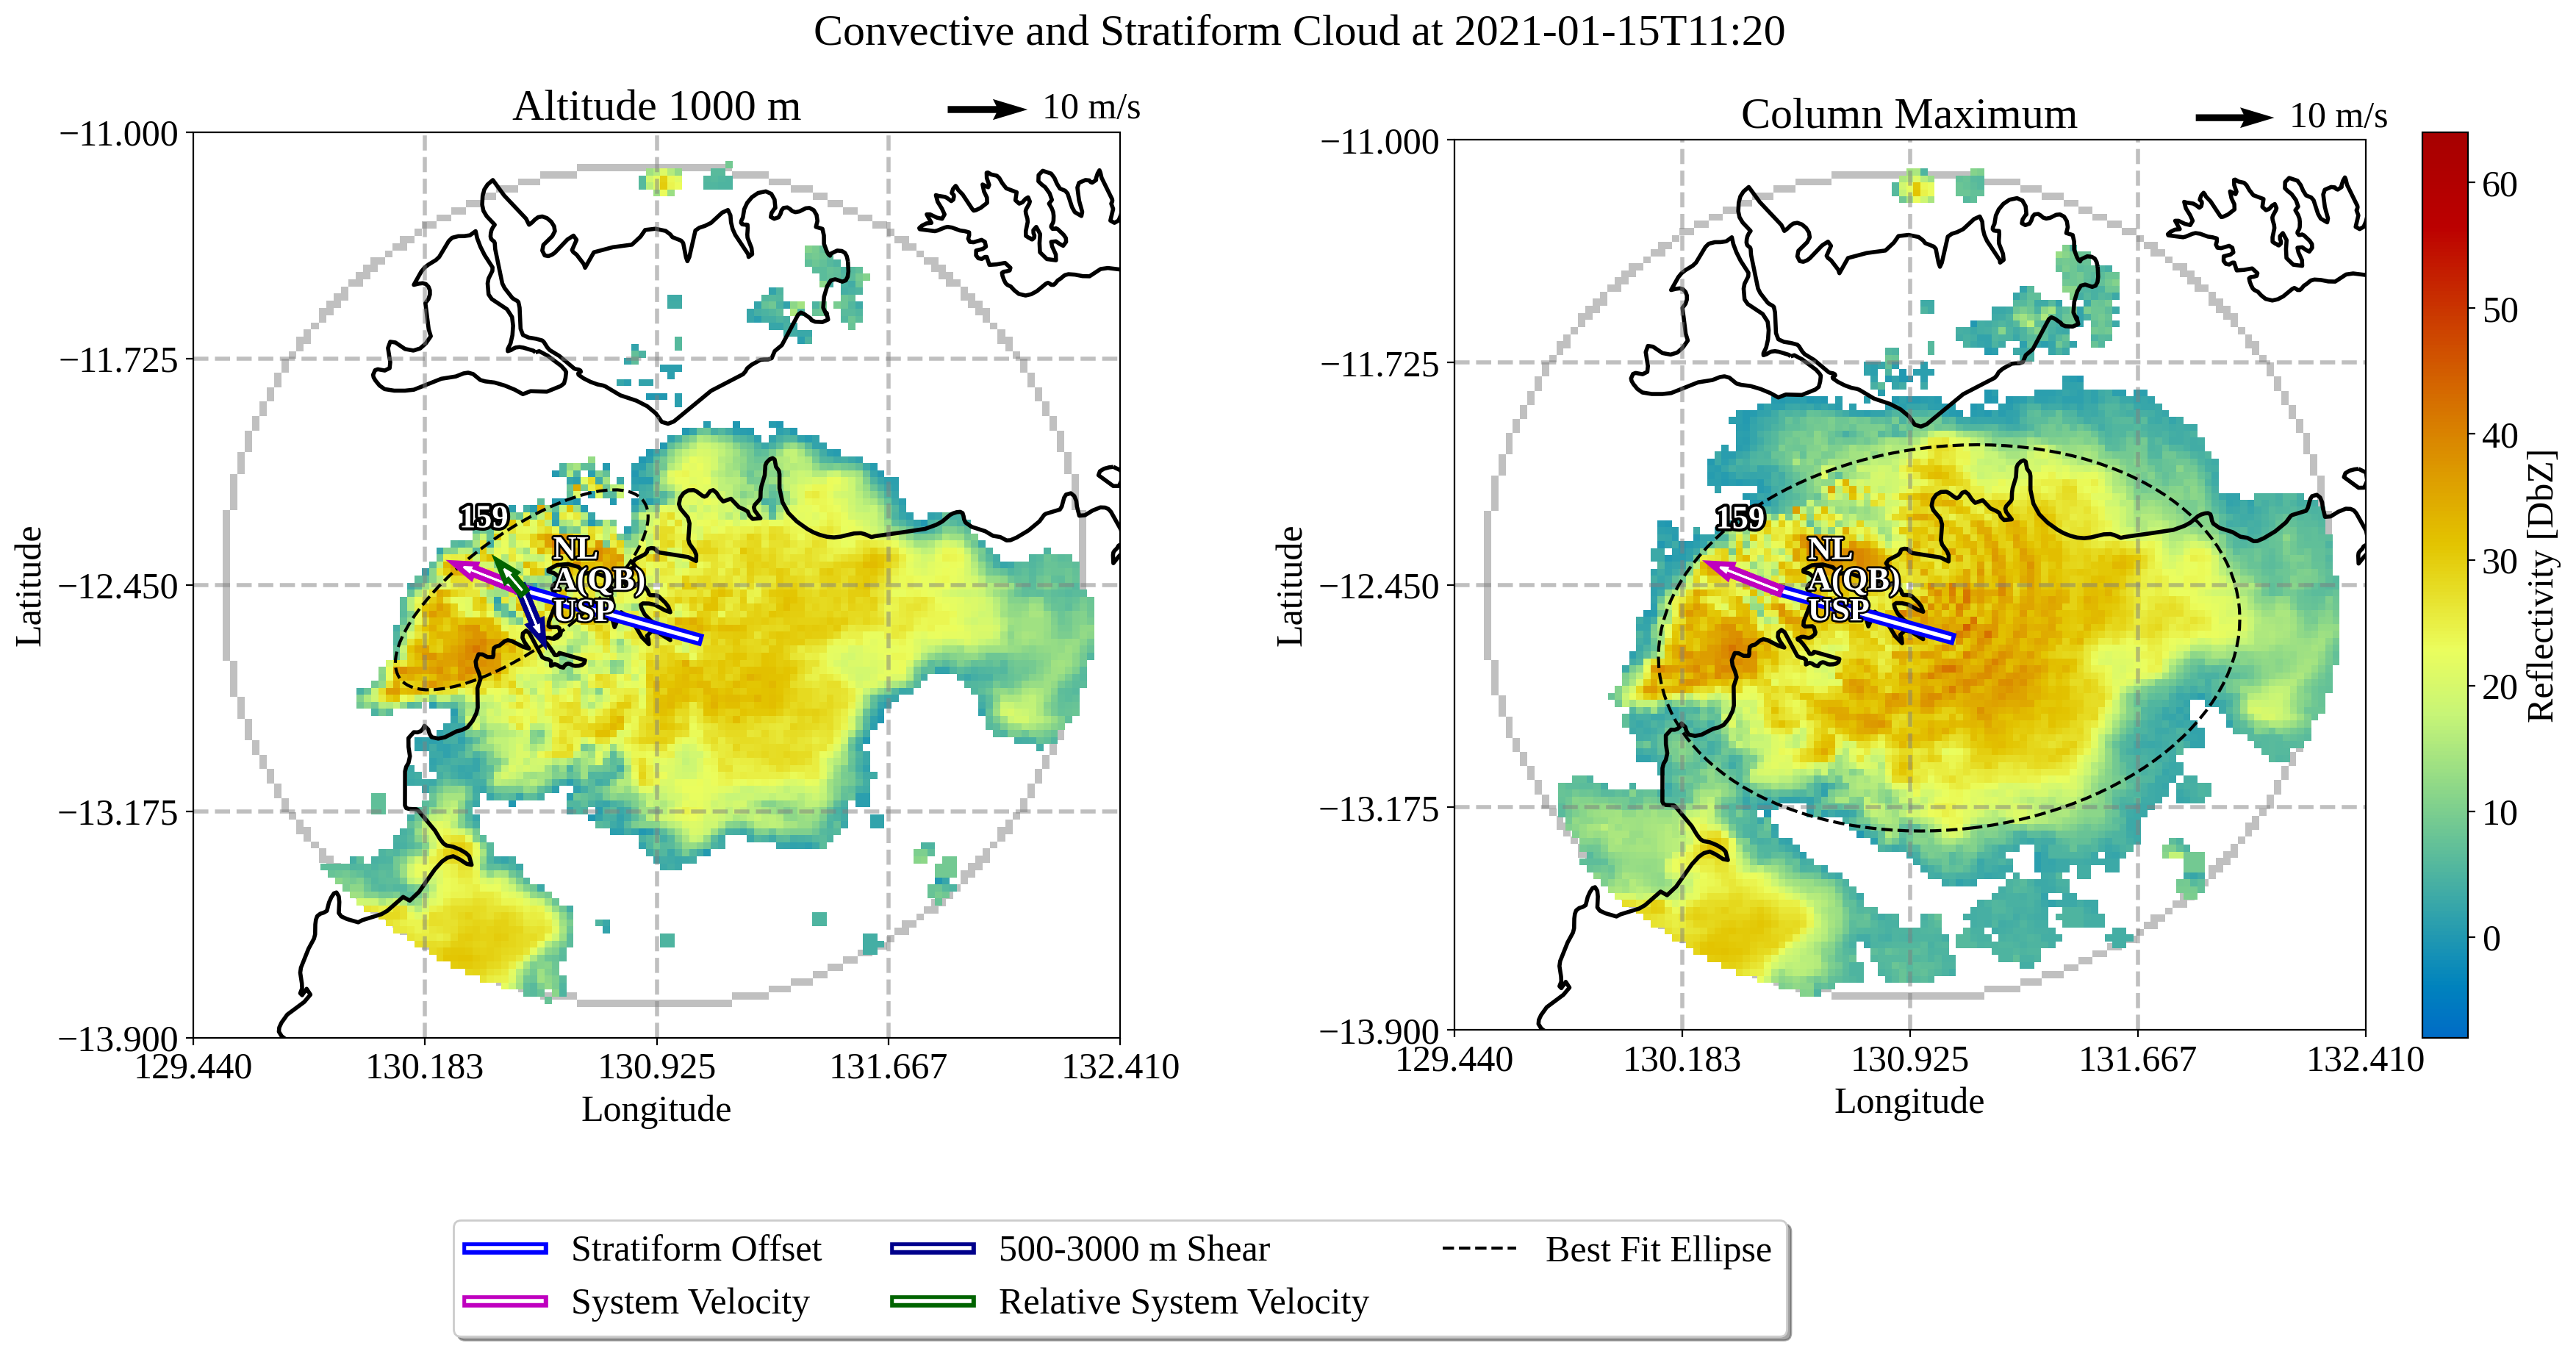 Convective and Stratiform Cloud at 2021-01-15T11:20
Altitude 1000 m
10 m/s
−11.000
−11.725
−12.450
−13.175
−13.900
129.440
130.183
130.925
131.667
132.410
Latitude
Longitude
159
NL
A(QB)
USP
Column Maximum
10 m/s
−11.000
−11.725
−12.450
−13.175
−13.900
129.440
130.183
130.925
131.667
132.410
Latitude
Longitude
159
NL
A(QB)
USP
60
50
40
30
20
10
0
Reflectivity [DbZ]
Stratiform Offset
System Velocity
500-3000 m Shear
Relative System Velocity
Best Fit Ellipse